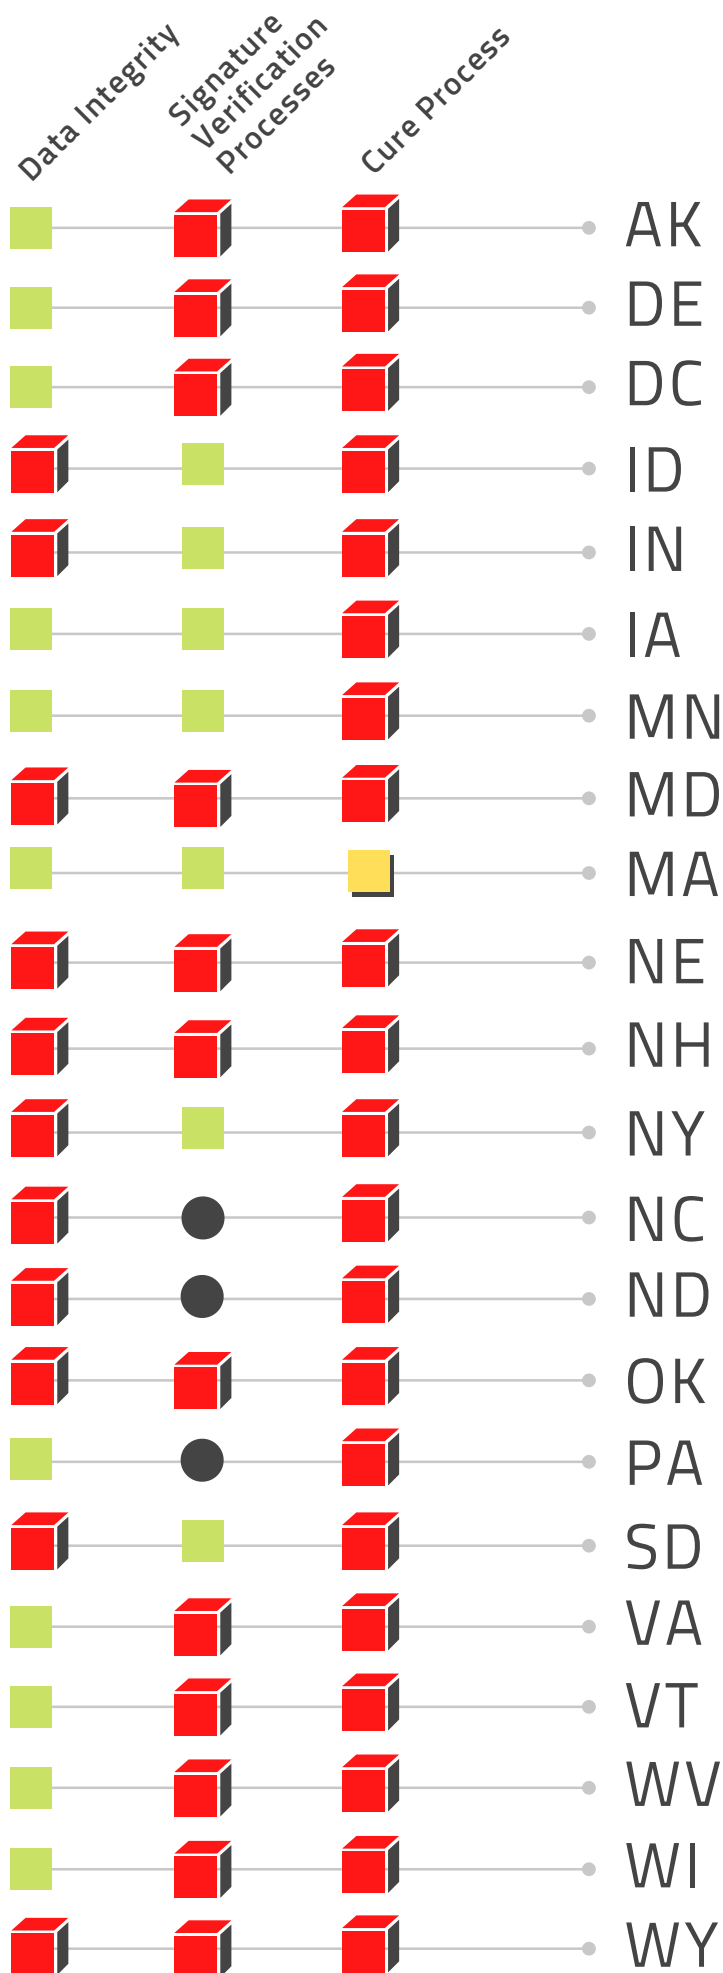 Data Integrity
Signature
Verification
Processes
Cure Process
AK
DE
DC
ID
IN
IA
MN
MD
MA
NE
NH
NY
NC
ND
OK
PA
SD
VA
VT
WV
WI
WY